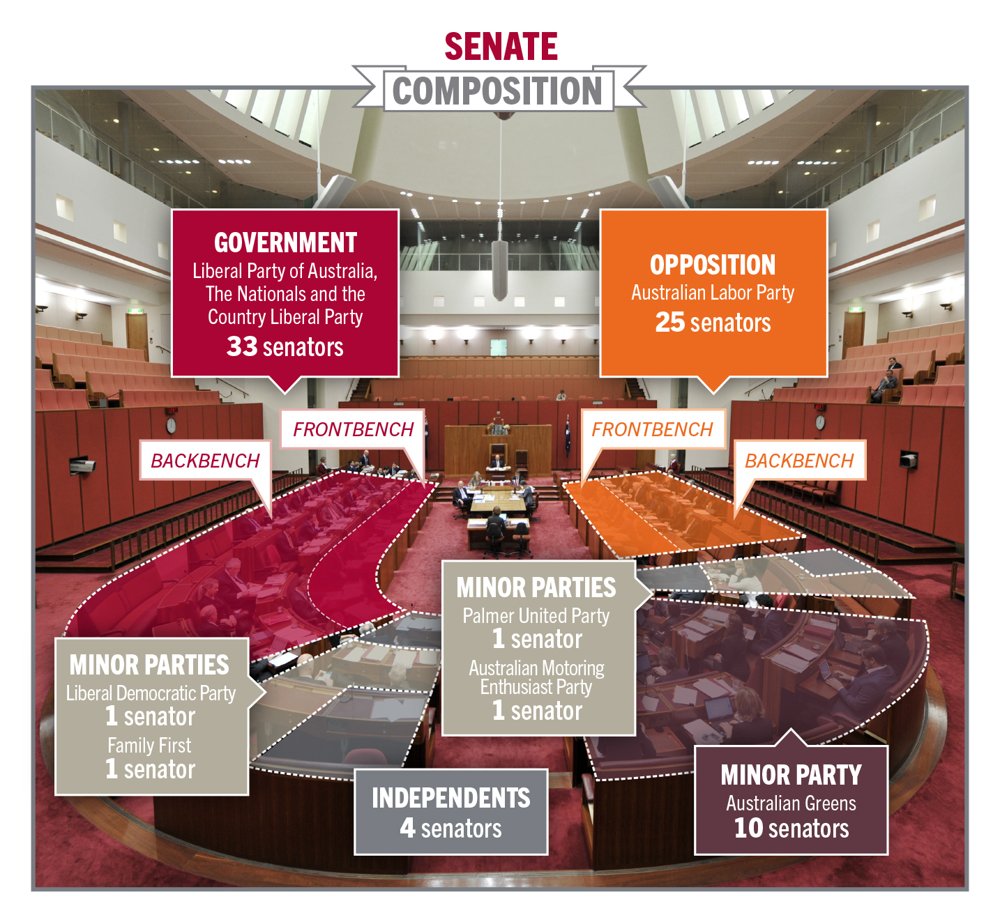 SENATE
COMPOSITION
GOVERNMENT
Liberal Party of Australia,
The Nationals and the
Country Liberal Party
33 senators
OPPOSITION
Australian Labor Party
25 senators
FRONTBENCH
BACKBENCH
FRONTBENCH
BACKBENCH
MINOR PARTIES
Palmer United Party
1 senator
Australian Motoring
Enthusiast Party
1 senator
MINOR PARTIES
Liberal Democratic Party
1 senator
Family First
1 senator
INDEPENDENTS
4 senators
MINOR PARTY
Australian Greens
10 senators